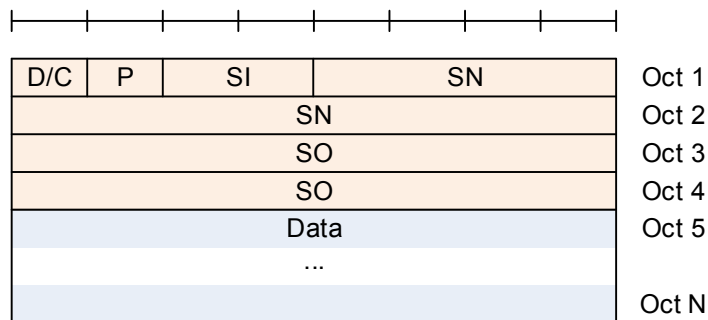 D/C P SI SN Oct 1
SN Oct 2
SO Oct 3
SO Oct 4
Data Oct 5
...
Oct N